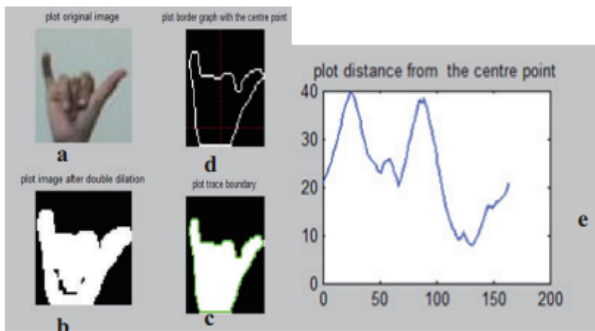 plot original image
a
plot border graph with the centre point
d
plot image after double dilation
b
plot trace boundary
c
plot distance from the centre point
40
30
20
10
0
0
50
100
150
200
e